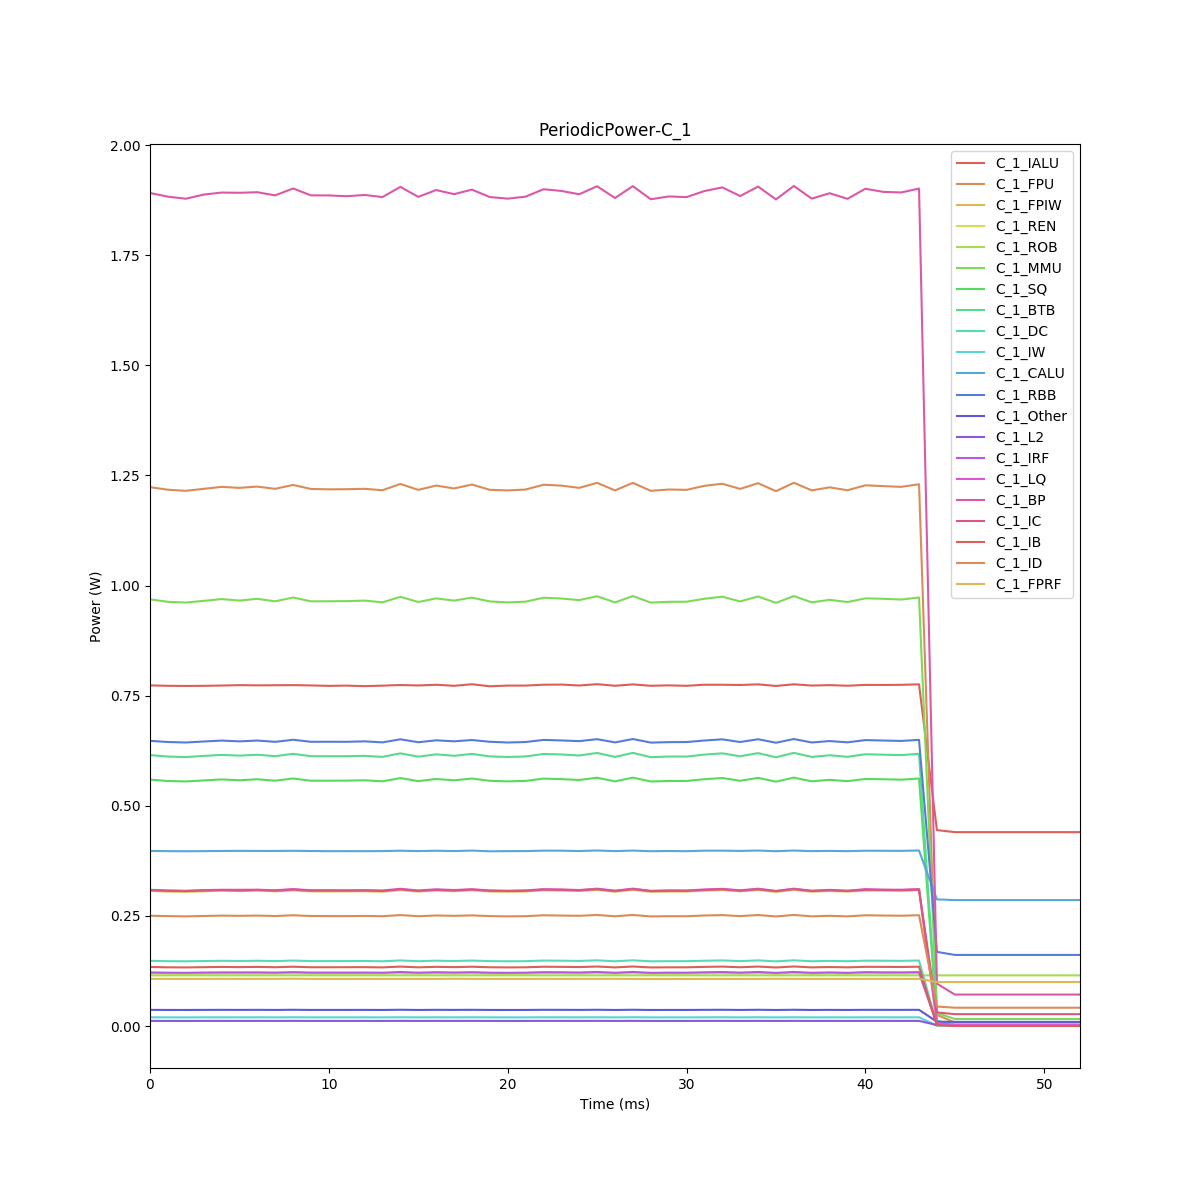 PeriodicPower-C_1
2.00
1.75
1.50
1.25
1.00
0.75
0.50
0.25
0.00
Power (W)
0
10
20
30
40
50
Time (ms)
C_1_IALU
C_1_FPU
C_1_FPIW
C_1_REN
C_1_ROB
C_1_MMU
C_1_SQ
C_1_BTB
C_1_DC
C_1_IW
C_1_CALU
C_1_RBB
C_1_Other
C_1_L2
C_1_IRF
C_1_LQ
C_1_BP
C_1_IC
C_1_IB
C_1_ID
C_1_FPRF